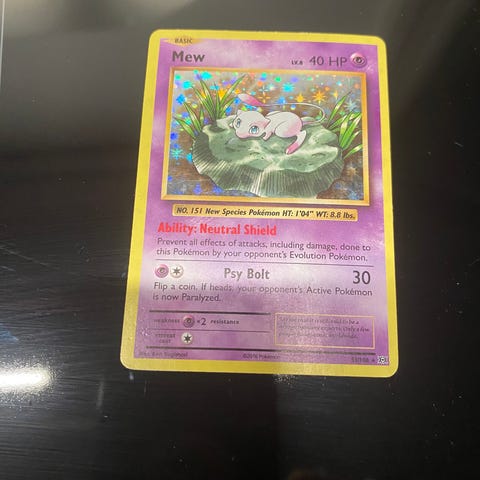 BASIC
Mew LV.8 40 HP
NO. 151 New Species Pokémon HT: 1'04" WT: 8.8 lbs.
Ability: Neutral Shield
Prevent all effects of attacks, including damage, done to
this Pokémon by your opponent's Evolution Pokémon.
Psy Bolt 30
Flip a coin. If heads, your opponent's Active Pokémon
is now Paralyzed.
weakness ×2 resistance
retreat
cost
©2016 Pokémon
53/108